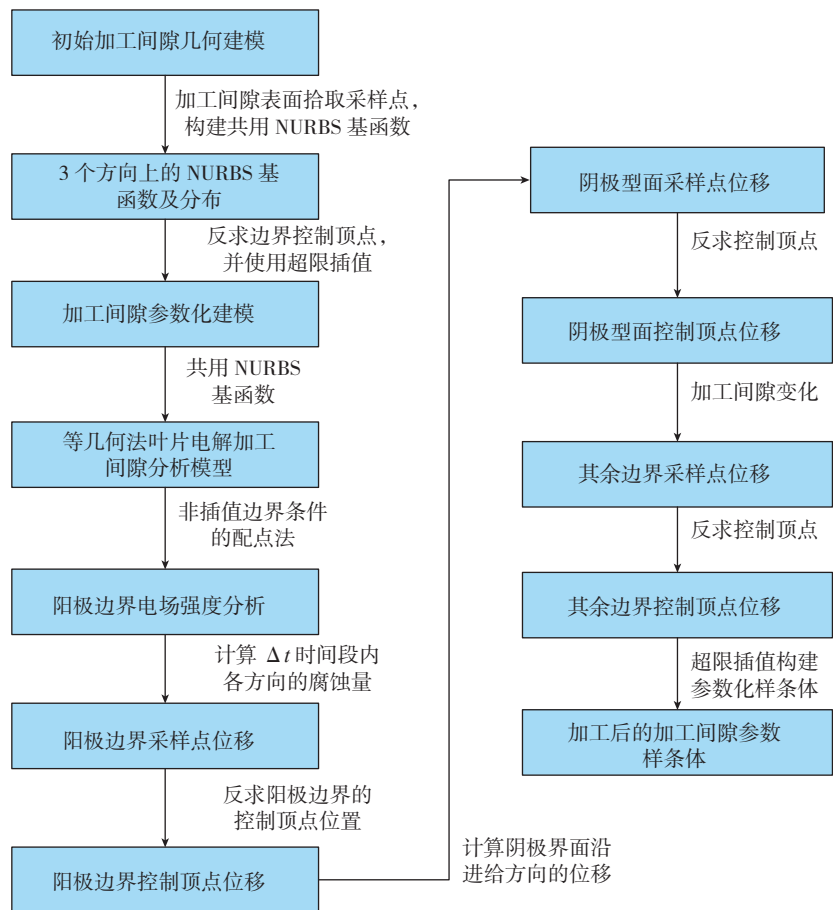 初始加工间隙几何建模
加工间隙表面拾取采样点，
构建共用 NURBS 基函数
3 个方向上的 NURBS 基
函数及分布
反求边界控制顶点，
并使用超限插值
加工间隙参数化建模
共用 NURBS
基函数
等几何法叶片电解加工
间隙分析模型
非插值边界条件
的配点法
阳极边界电场强度分析
计算 Δt 时间段内
各方向的腐蚀量
阳极边界采样点位移
反求阳极边界的
控制顶点位置
阳极边界控制顶点位移
计算阴极界面沿
进给方向的位移
阴极型面采样点位移
反求控制顶点
阴极型面控制顶点位移
加工间隙变化
其余边界采样点位移
反求控制顶点
其余边界控制顶点位移
超限插值构建
参数化样条体
加工后的加工间隙参数
样条体